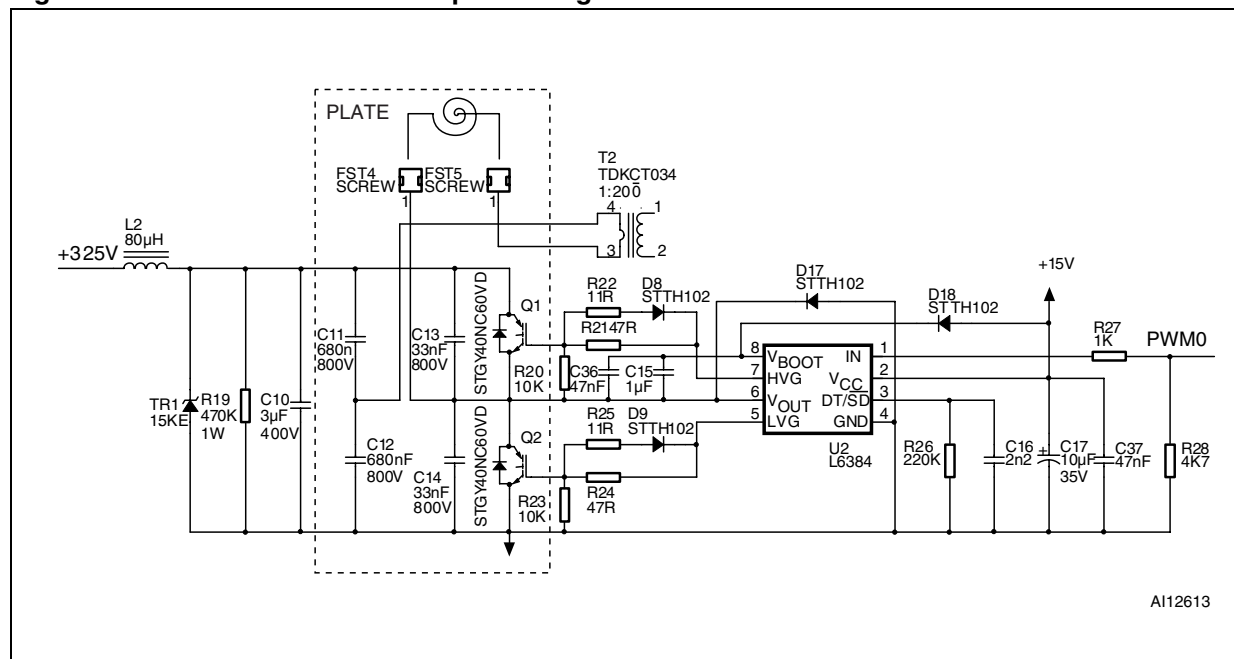 PLATE
FST4
SCREW
1
FST5
SCREW
1
T2
TDKCT034
1:200
4
1
3
2
L2
80µH
+325V
D17
STTH102
D18
STTH102
+15V
R22
11R
D8
STTH102
R2147R
Q1
STGY40NC60VD
C11
680n
800V
C13
33nF
800V
R20
10K
C36
47nF
C15
1µF
8
VBOOT
7
HVG
6
VOUT
5
LVG
IN
1
VCC
2
DT/SD
3
GND
4
U2
L6384
R27
1K
PWM0
TR1
15KE
R19
470K
1W
C10
3µF
400V
C12
680nF
800V
C14
33nF
800V
STGY40NC60VD
Q2
R25
11R
D9
STTH102
R24
47R
R23
10K
R26
220K
C16
2n2
+
C17
10µF
35V
C37
47nF
R28
4K7
AI12613